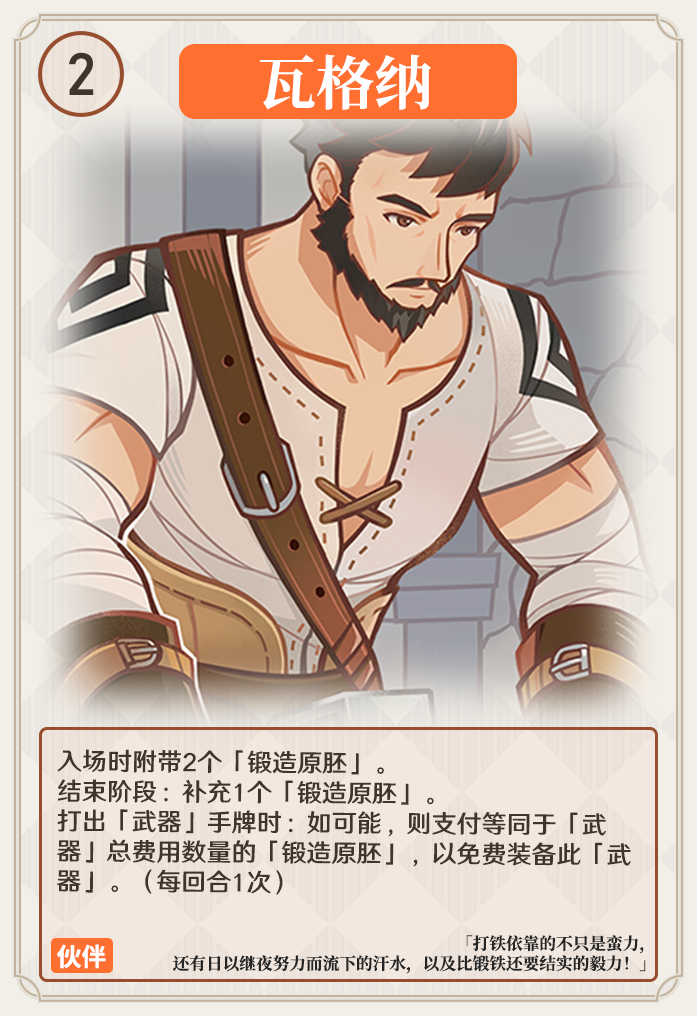 2
瓦格纳
入场时附带2个「锻造原胚」。
结束阶段：补充1个「锻造原胚」。
打出「武器」手牌时：如可能，则支付等同于「武
器」总费用数量的「锻造原胚」，以免费装备此「武
器」。（每回合1次）
伙伴
「打铁依靠的不只是蛮力，
还有日以继夜努力而流下的汗水，以及比锻铁还要结实的毅力！」